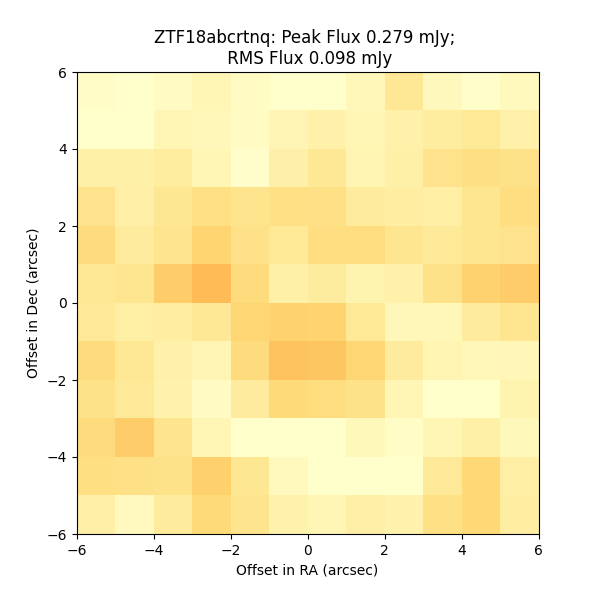 ZTF18abcrtnq: Peak Flux 0.279 mJy;
RMS Flux 0.098 mJy
6
4
2
0
−2
−4
−6
Offset in Dec (arcsec)
−6 −4 −2 0 2 4 6
Offset in RA (arcsec)